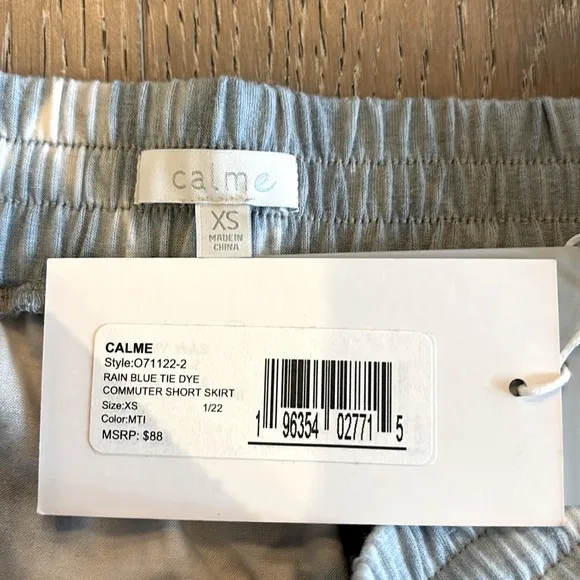 calme
XS
MADE IN
CHINA
CALME
Style:O71122-2
RAIN BLUE TIE DYE
COMMUTER SHORT SKIRT
Size:XS 1/22
Color:MTI
MSRP: $88
1 96354 02771 5